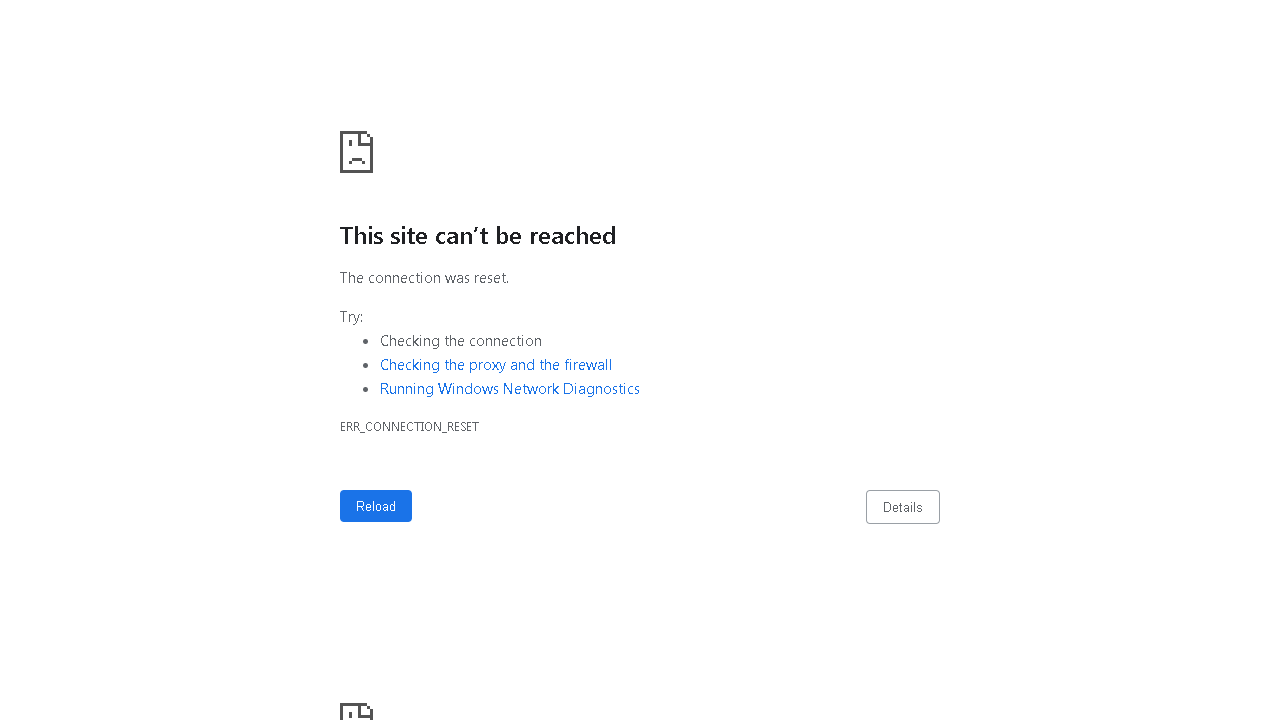 This site can’t be reached
The connection was reset.
Try:
Checking the connection
Checking the proxy and the firewall
Running Windows Network Diagnostics
ERR_CONNECTION_RESET
Reload
Details